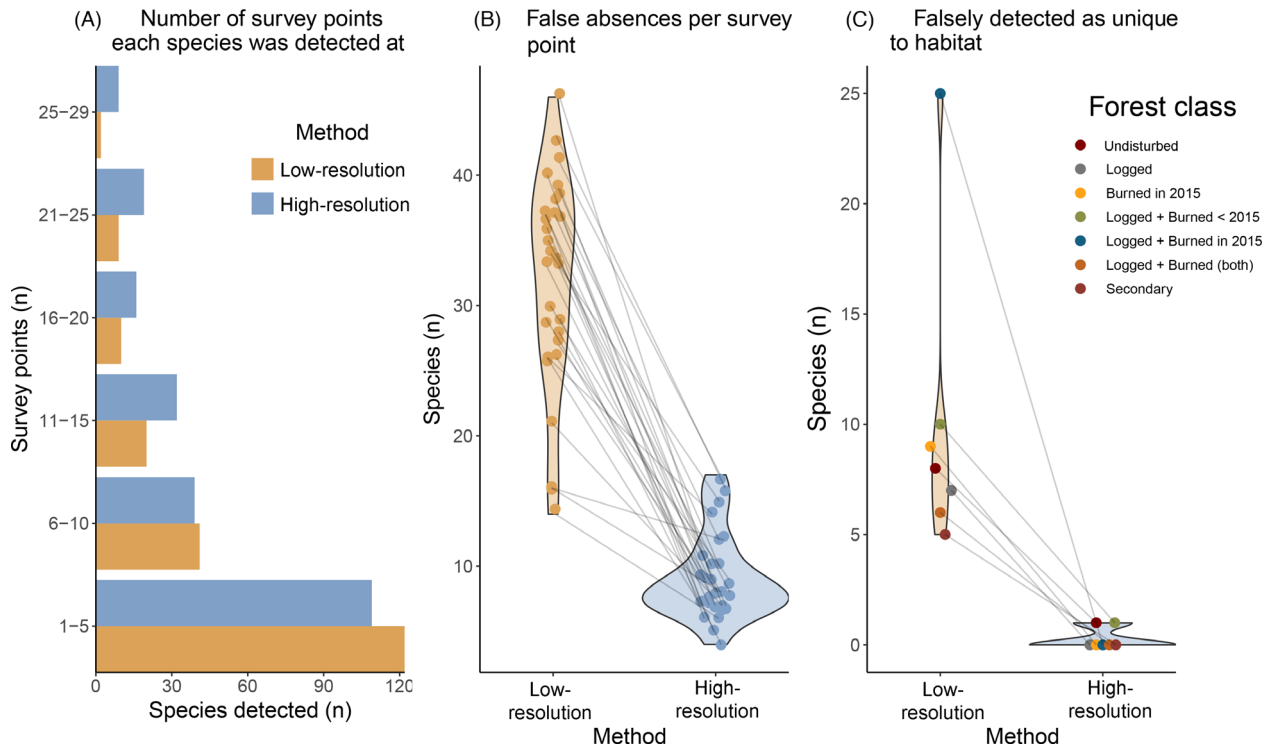 (A) Number of survey points
each species was detected at
25−29
21−25
16−20
11−15
6−10
1−5
Survey points (n)
0 30 60 90 120
Species detected (n)
Method
Low-resolution
High-resolution
(B) False absences per survey
point
40
30
20
10
Species (n)
Low-
resolution
High-
resolution
Method
(C) Falsely detected as unique
to habitat
25
20
15
10
5
0
Species (n)
Low-
resolution
High-
resolution
Method
Forest class
Undisturbed
Logged
Burned in 2015
Logged + Burned < 2015
Logged + Burned in 2015
Logged + Burned (both)
Secondary